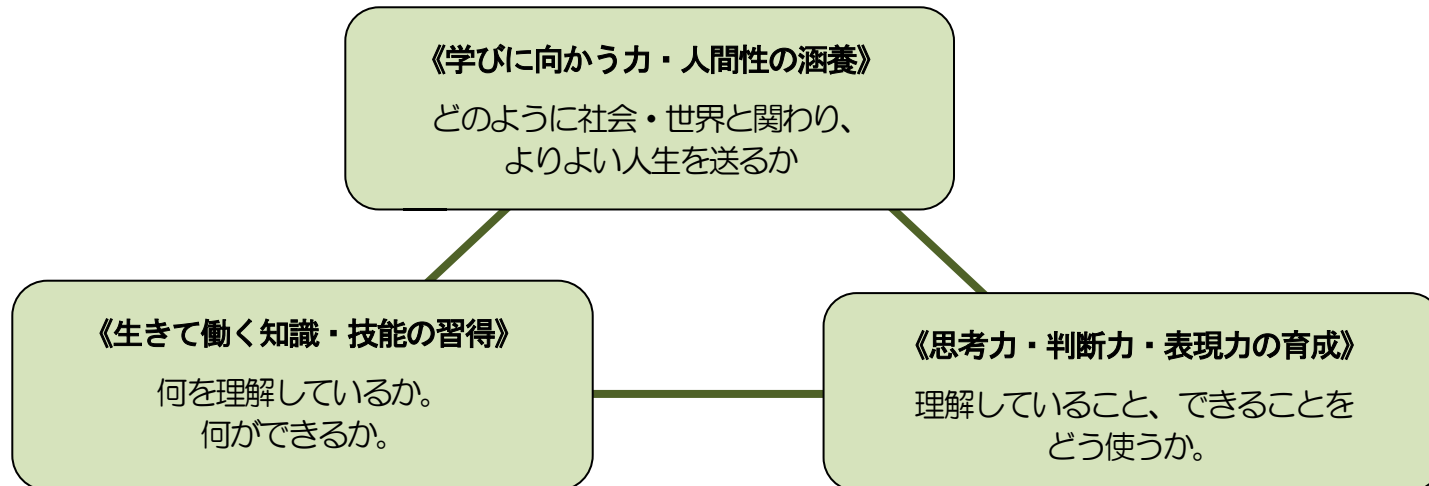 《学びに向かう力・人間性の涵養》
どのように社会・世界と関わり、
よりよい人生を送るか
《生きて働く知識・技能の習得》
何を理解しているか。
何ができるか。
《思考力・判断力・表現力の育成》
理解していること、できることを
どう使うか。